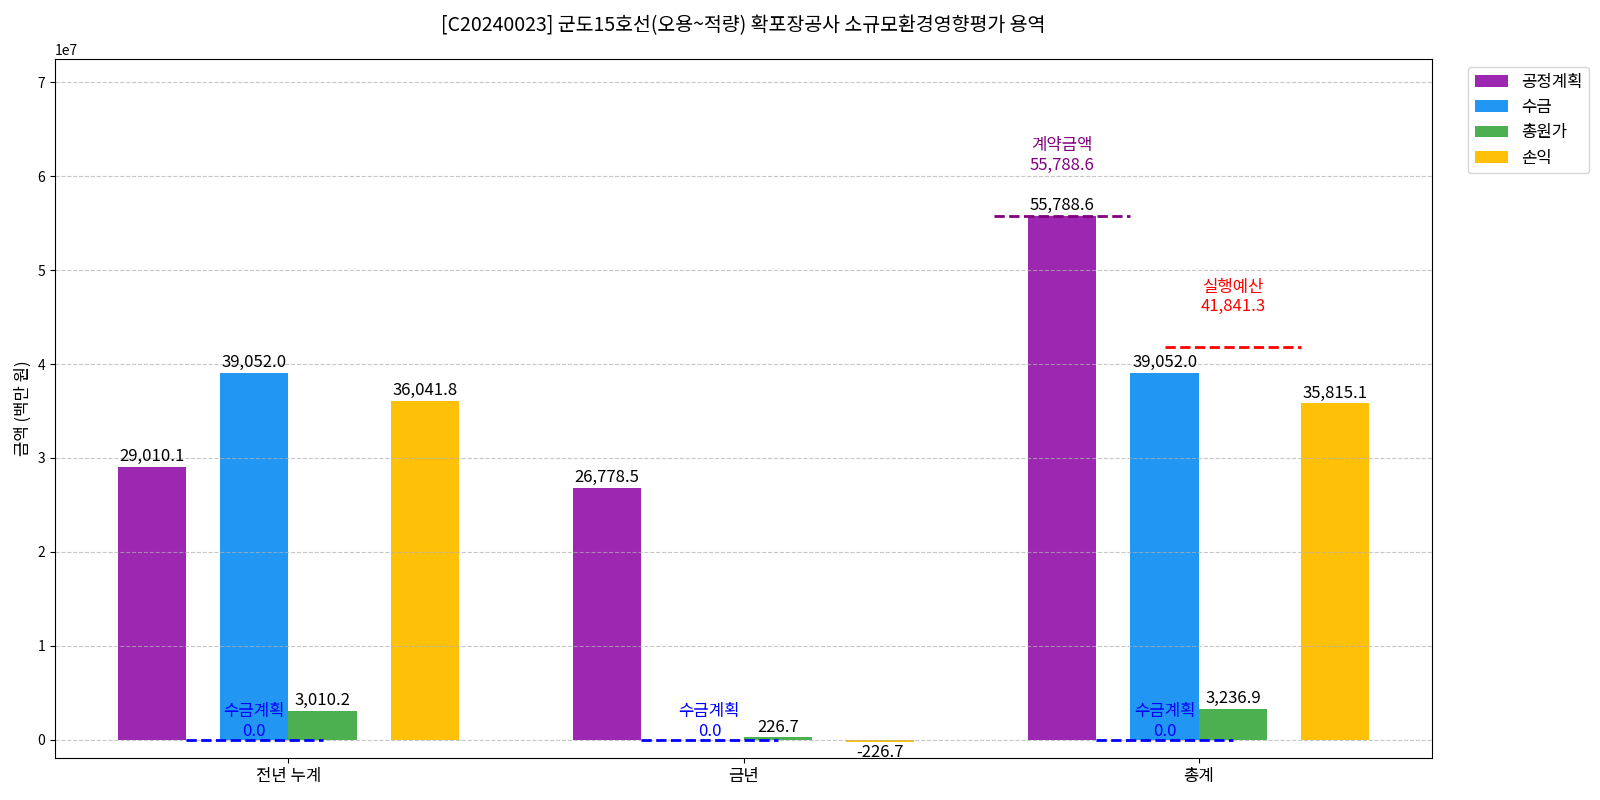 [C20240023] 군도15호선(오용~적량) 확포장공사 소규모환경영향평가 용역
1e7
7
6
5
4
3
2
1
0
금액 (백만 원)
29,010.1
39,052.0
3,010.2
36,041.8
수금계획
0.0
26,778.5
수금계획
0.0
226.7
-226.7
계약금액
55,788.6
55,788.6
실행예산
41,841.3
39,052.0
수금계획
0.0
3,236.9
35,815.1
전년 누계
금년
총계
공정계획
수금
총원가
손익